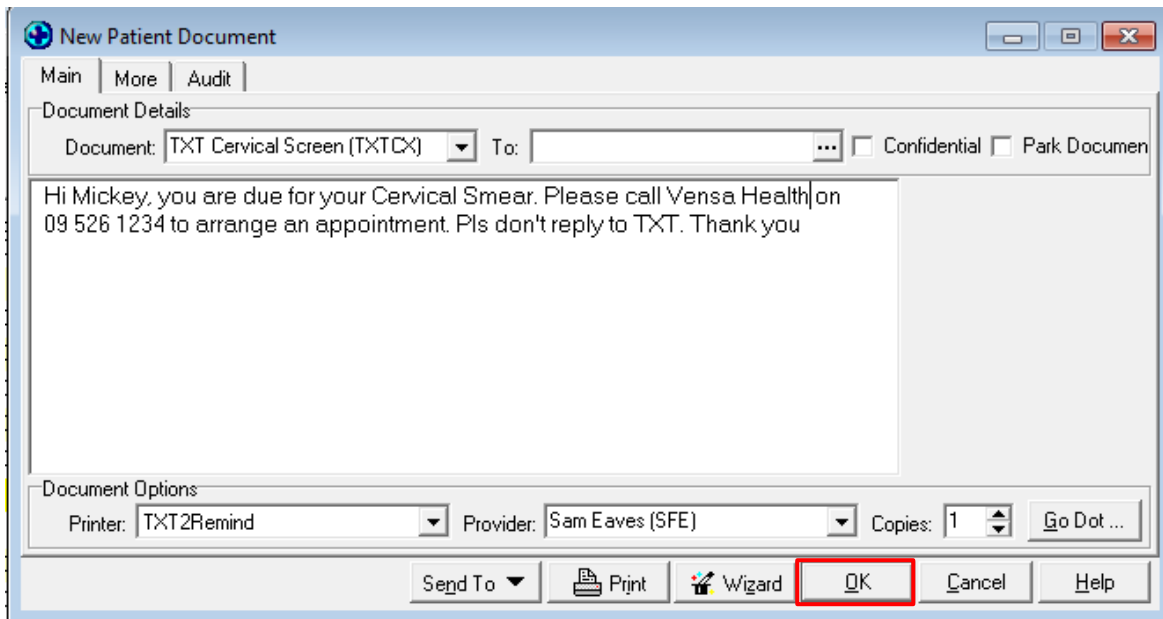 New Patient Document
Main More Audit
Document Details
Document: TXT Cervical Screen (TXTCX) To: ... Confidential Park Documen
Hi Mickey, you are due for your Cervical Smear. Please call Vensa Health on
09 526 1234 to arrange an appointment. Pls don't reply to TXT. Thank you
Document Options
Printer: TXT2Remind Provider: Sam Eaves (SFE) Copies: 1 Go Dot ...
Send To Print Wizard OK Cancel Help